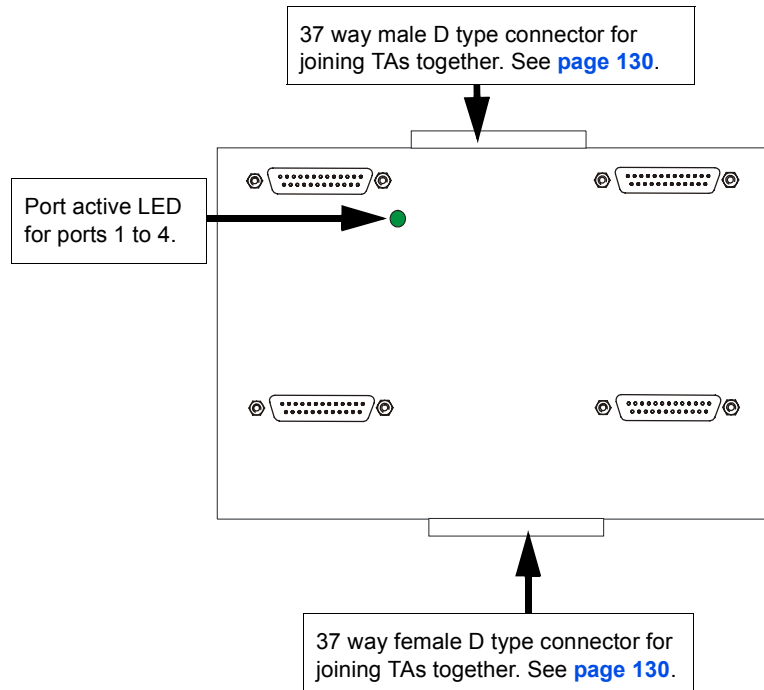 37 way male D type connector for
joining TAs together. See page 130.
Port active LED
for ports 1 to 4.
37 way female D type connector for
joining TAs together. See page 130.